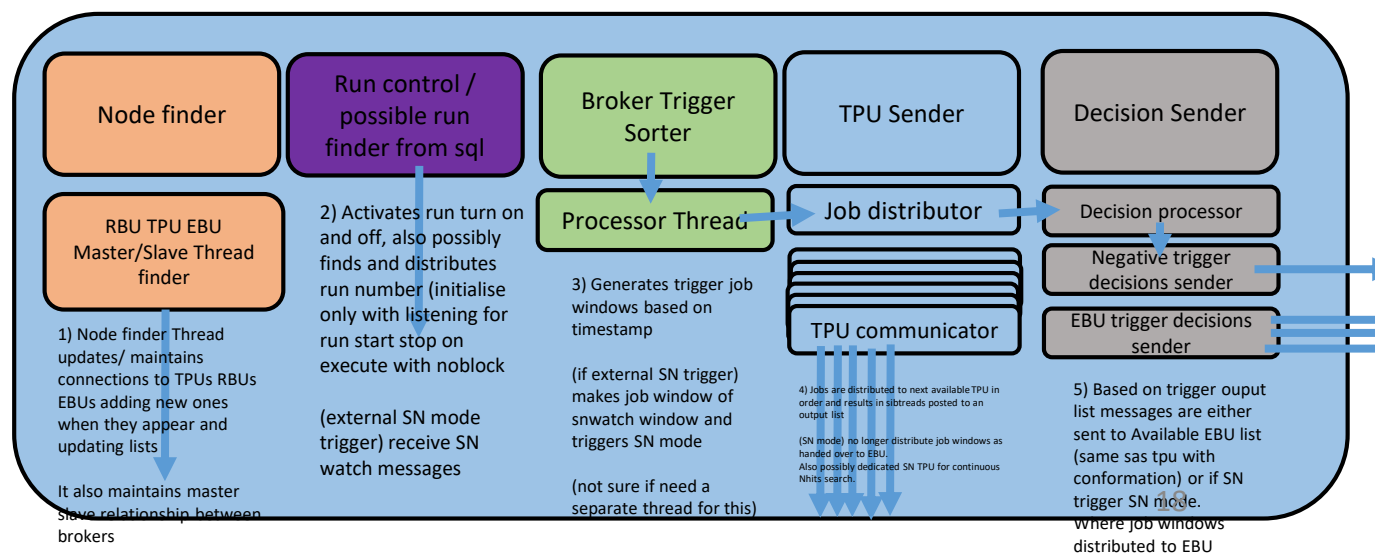 Node finder
RBU TPU EBU
Master/Slave Thread
finder
1) Node finder Thread
updates/ maintains
connections to TPUs RBUs
EBUs adding new ones
when they appear and
updating lists
It also maintains master
slave relationship between
brokers
Run control /
possible run
finder from sql
2) Activates run turn on
and off, also possibly
finds and distributes
run number (initialise
only with listening for
run start stop on
execute with noblock
(external SN mode
trigger) receive SN
watch messages
Broker Trigger
Sorter
Processor Thread
3) Generates trigger job
windows based on
timestamp
(if external SN trigger)
makes job window of
snwatch window and
triggers SN mode
(not sure if need a
separate thread for this)
TPU Sender
Job distributor
TPU communicator
4) Jobs are distributed to next available TPU in
order and results in sibtreads posted to an
output list
(SN mode) no longer distribute job windows as
handed over to EBU.
Also possibly dedicated SN TPU for continuous
Nhits search.
Decision Sender
Decision processor
Negative trigger
decisions sender
EBU trigger decisions
sender
5) Based on trigger ouput
list messages are either
sent to Available EBU list
(same sas tpu with
conformation) or if SN
trigger SN mode.
Where job windows
distributed to EBU
18